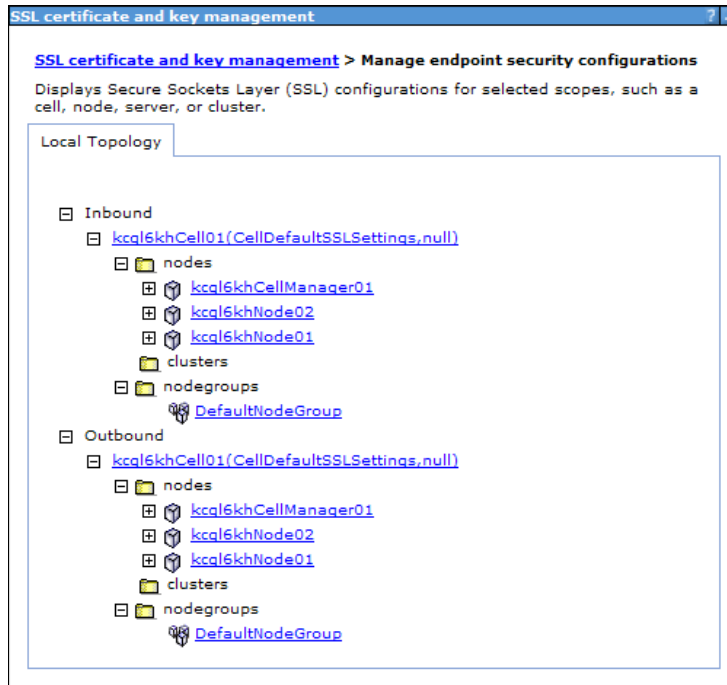 SSL certificate and key management ?
SSL certificate and key management > Manage endpoint security configurations
Displays Secure Sockets Layer (SSL) configurations for selected scopes, such as a
cell, node, server, or cluster.
Local Topology
Inbound
kcgl6khCell01(CellDefaultSSLSettings,null)
nodes
kcgl6khCellManager01
kcgl6khNode02
kcgl6khNode01
clusters
nodegroups
DefaultNodeGroup
Outbound
kcgl6khCell01(CellDefaultSSLSettings,null)
nodes
kcgl6khCellManager01
kcgl6khNode02
kcgl6khNode01
clusters
nodegroups
DefaultNodeGroup